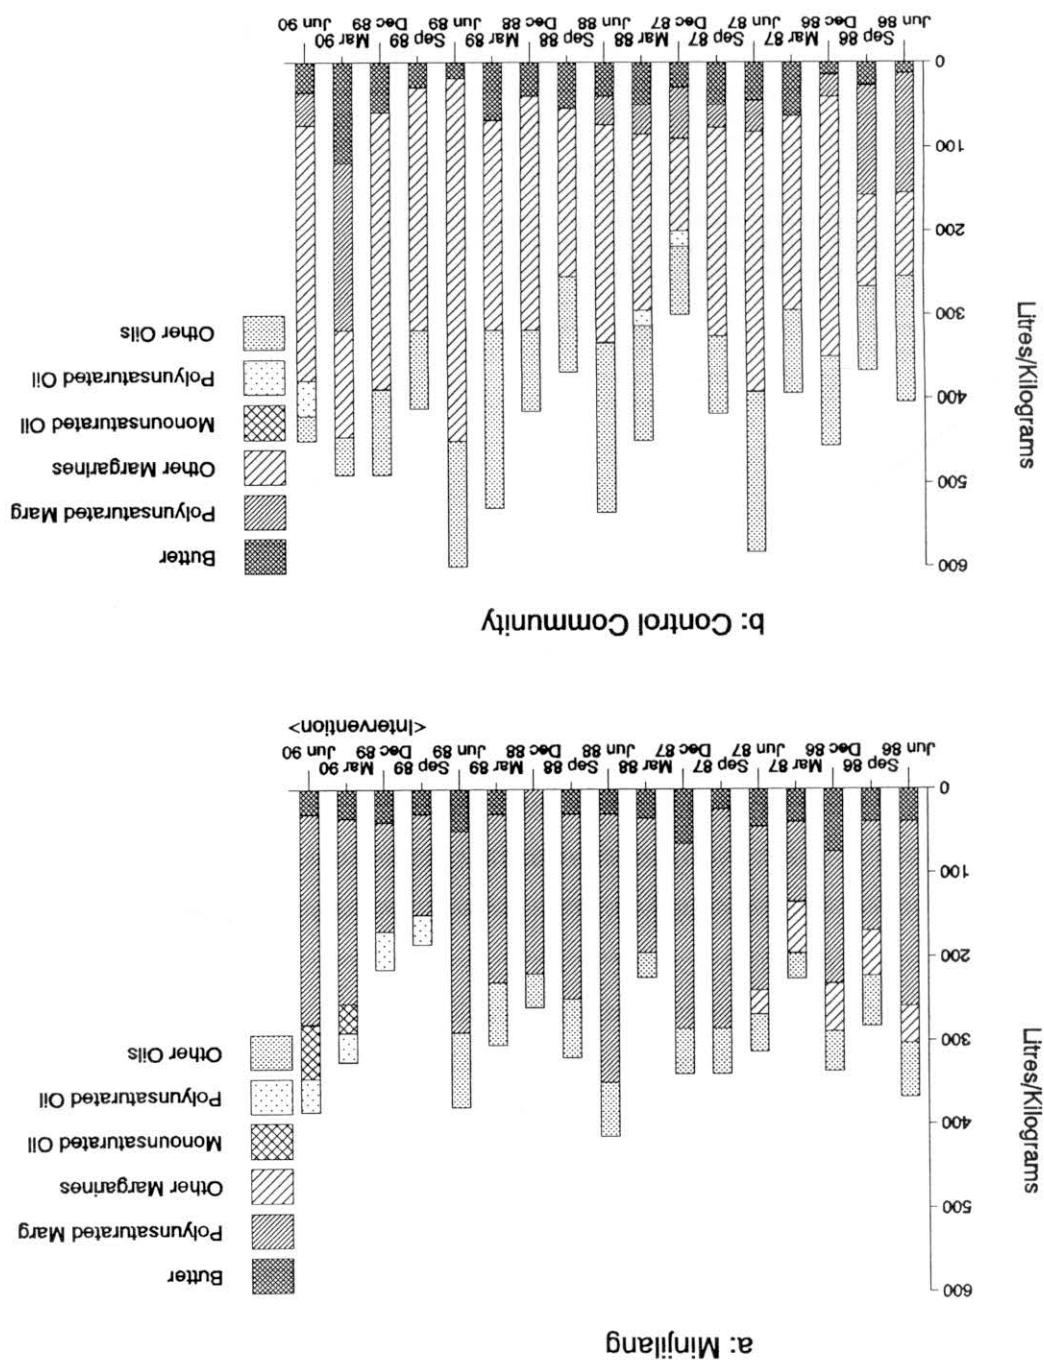 a: Minjilang
Litres/Kilograms
600
500
400
300
200
100
0
Butter
Polyunsaturated Marg
Other Margarines
Monounsaturated Oil
Polyunsaturated Oil
Other Oils
Jun 86
Sep 86
Dec 86
Mar 87
Jun 87
Sep 87
Dec 87
Mar 88
Jun 88
Sep 88
Dec 88
Mar 89
Jun 89
Sep 89
Dec 89
Mar 90
Jun 90
<Intervention>
b: Control Community
Litres/Kilograms
600
500
400
300
200
100
0
Butter
Polyunsaturated Marg
Other Margarines
Monounsaturated Oil
Polyunsaturated Oil
Other Oils
Jun 86
Sep 86
Dec 86
Mar 87
Jun 87
Sep 87
Dec 87
Mar 88
Jun 88
Sep 88
Dec 88
Mar 89
Jun 89
Sep 89
Dec 89
Mar 90
Jun 90